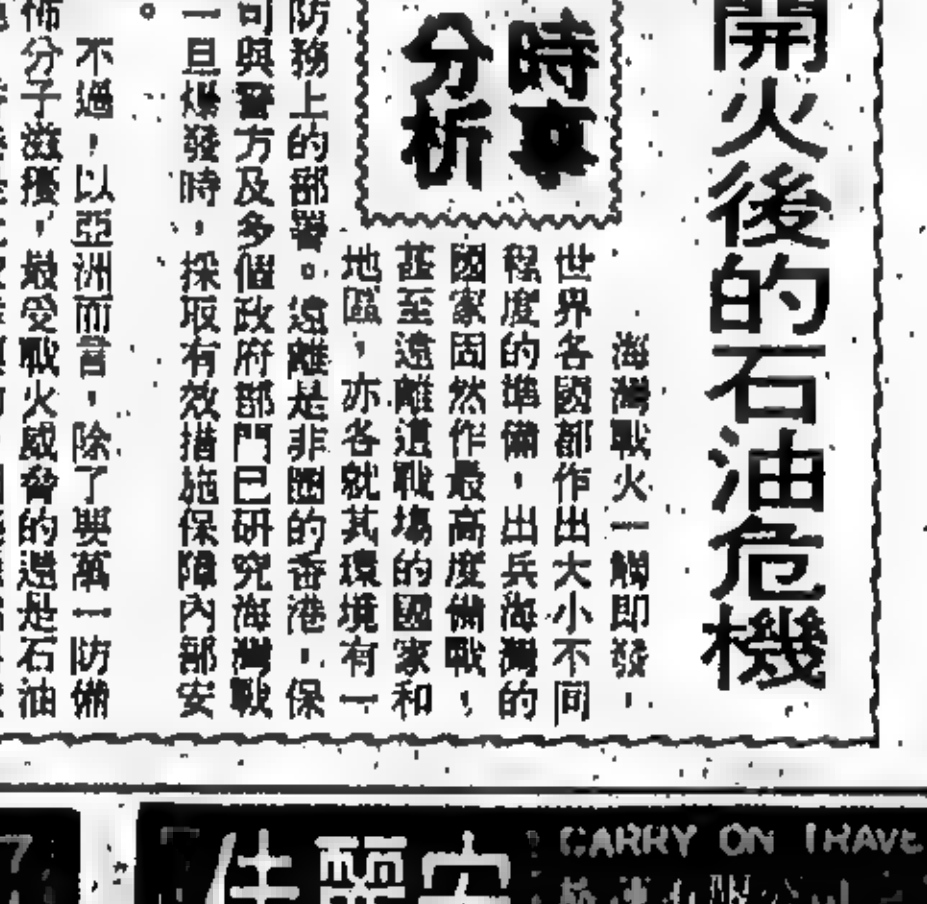 開火後的石油危機
時事
分析
海灣戰火一觸即發，
世界各國都作出大小不同
程度的準備，出兵海灣的
國家固然作最高度備戰，
甚至遠離這戰場的國家和
地區，亦各就其環境有一
防務上的部署。遠離是非圈的香港，保
司與警方及多個政府部門已研究海灣戰
一旦爆發時，採取有效措施保障內部安
。
不過，以亞洲而言，除了要萬一防備
佈分子滋擾，最受戰火威脅的還是石油
佳麗安
CARRY ON TRAVE